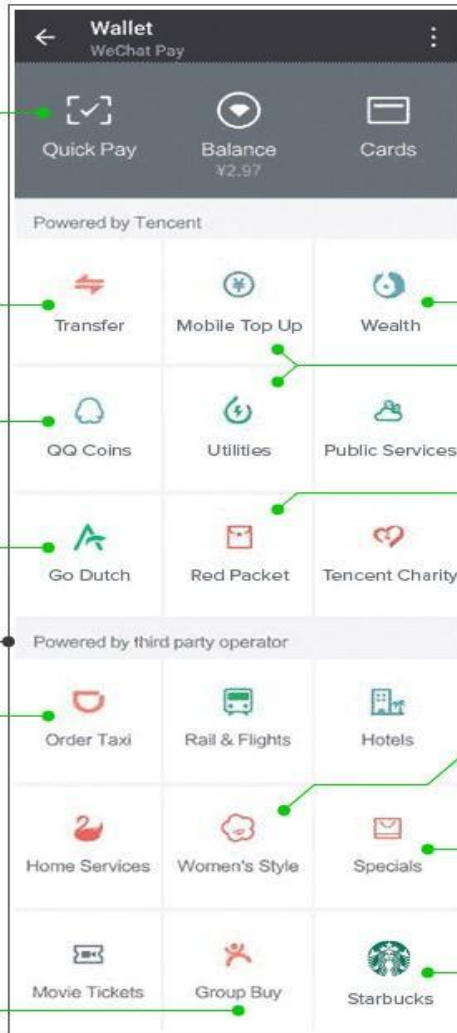 Wallet
WeChat Pay
Quick Pay
Balance
Cards
¥2.97
Powered by Tencent
Transfer
Mobile Top Up
Wealth
QQ Coins
Utilities
Public Services
Go Dutch
Red Packet
Tencent Charity
Powered by third party operator
Order Taxi
Rail & Flights
Hotels
Home Services
Women's Style
Specials
Movie Tickets
Group Buy
Starbucks